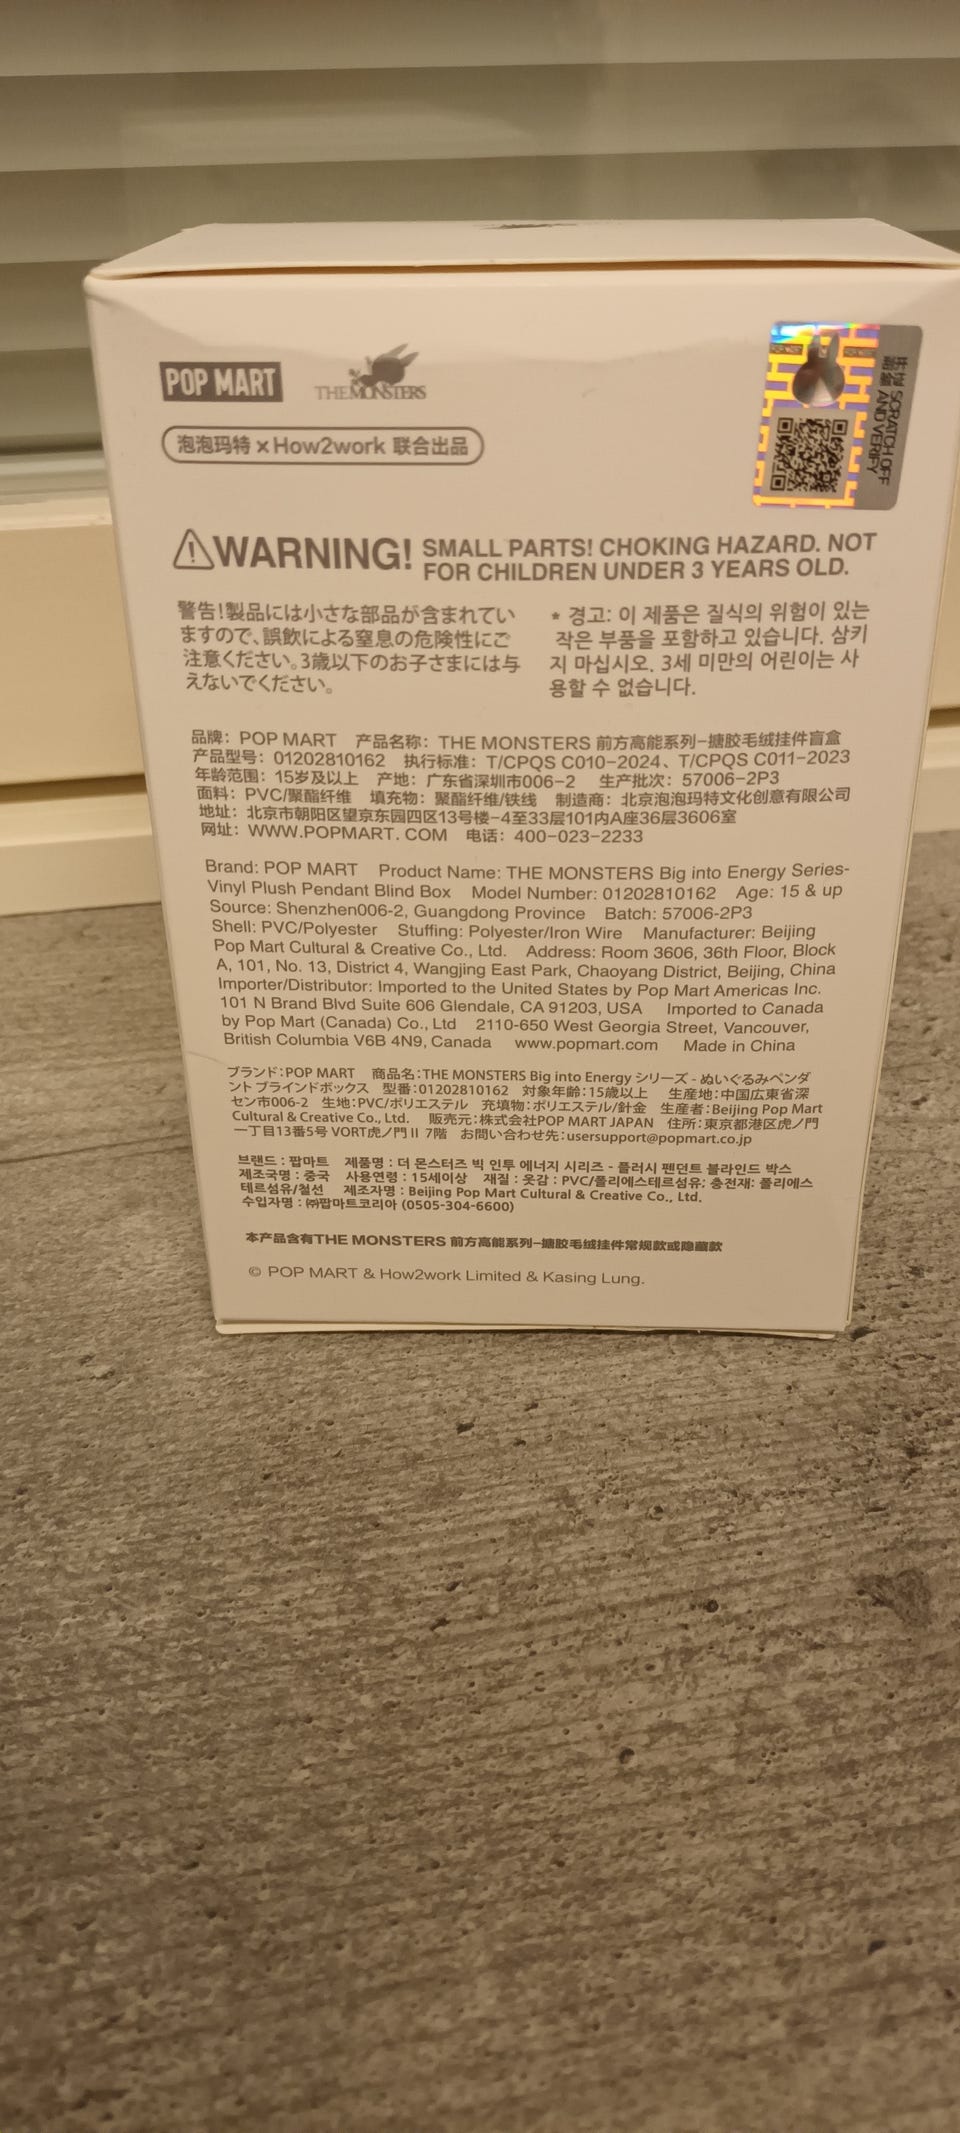 POP MART
THE MONSTERS
泡泡玛特 × How2work 联合出品
SCRATCH OFF
AND VERIFY
WARNING! SMALL PARTS! CHOKING HAZARD. NOT
FOR CHILDREN UNDER 3 YEARS OLD.
警告!製品には小さな部品が含まれてい
ますので、誤飲による窒息の危険性にご
注意ください。3歳以下のお子さまには与
えないでください。
* 경고: 이 제품은 질식의 위험이 있는
작은 부품을 포함하고 있습니다. 삼키
지 마십시오. 3세 미만의 어린이는 사
용할 수 없습니다.
品牌：POP MART 产品名称：THE MONSTERS 前方高能系列-搪胶毛绒挂件盲盒
产品型号：01202810162 执行标准：T/CPQS C010-2024、T/CPQS C011-2023
年龄范围：15岁及以上 产地：广东省深圳市006-2 生产批次：57006-2P3
面料：PVC/聚酯纤维 填充物：聚酯纤维/铁线 制造商：北京泡泡玛特文化创意有限公司
地址：北京市朝阳区望京东园四区13号楼-4至33层101内A座36层3606室
网址：WWW.POPMART.COM 电话：400-023-2233
Brand: POP MART Product Name: THE MONSTERS Big into Energy Series-
Vinyl Plush Pendant Blind Box Model Number: 01202810162 Age: 15 & up
Source: Shenzhen006-2, Guangdong Province Batch: 57006-2P3
Shell: PVC/Polyester Stuffing: Polyester/Iron Wire Manufacturer: Beijing
Pop Mart Cultural & Creative Co., Ltd. Address: Room 3606, 36th Floor, Block
A, 101, No. 13, District 4, Wangjing East Park, Chaoyang District, Beijing, China
Importer/Distributor: Imported to the United States by Pop Mart Americas Inc.
101 N Brand Blvd Suite 606 Glendale, CA 91203, USA Imported to Canada
by Pop Mart (Canada) Co., Ltd 2110-650 West Georgia Street, Vancouver,
British Columbia V6B 4N9, Canada www.popmart.com Made in China
ブランド：POP MART 商品名：THE MONSTERS Big into Energy シリーズ - ぬいぐるみペンダ
ント ブラインドボックス 型番：01202810162 対象年齢：15歳以上 生産地：中国広東省深
セン市006-2 生地：PVC/ポリエステル 充填物：ポリエステル/針金 生産者：Beijing Pop Mart
Cultural & Creative Co., Ltd. 販売元：株式会社POP MART JAPAN 住所：東京都港区虎ノ門
一丁目13番5号 VORT虎ノ門 II 7階 お問い合わせ先：usersupport@popmart.co.jp
브랜드 : 팝마트 제품명 : 더 몬스터즈 빅 인투 에너지 시리즈 - 플러시 팬던트 블라인드 박스
제조국명 : 중국 사용연령 : 15세이상 재질 : 옷감 : PVC/폴리에스테르섬유; 충전재: 폴리에스
테르섬유/철선 제조자명 : Beijing Pop Mart Cultural & Creative Co., Ltd.
수입자명 : ㈜팝마트코리아 (0505-304-6600)
本产品含有THE MONSTERS 前方高能系列-搪胶毛绒挂件常规款或隐藏款
© POP MART & How2work Limited & Kasing Lung.